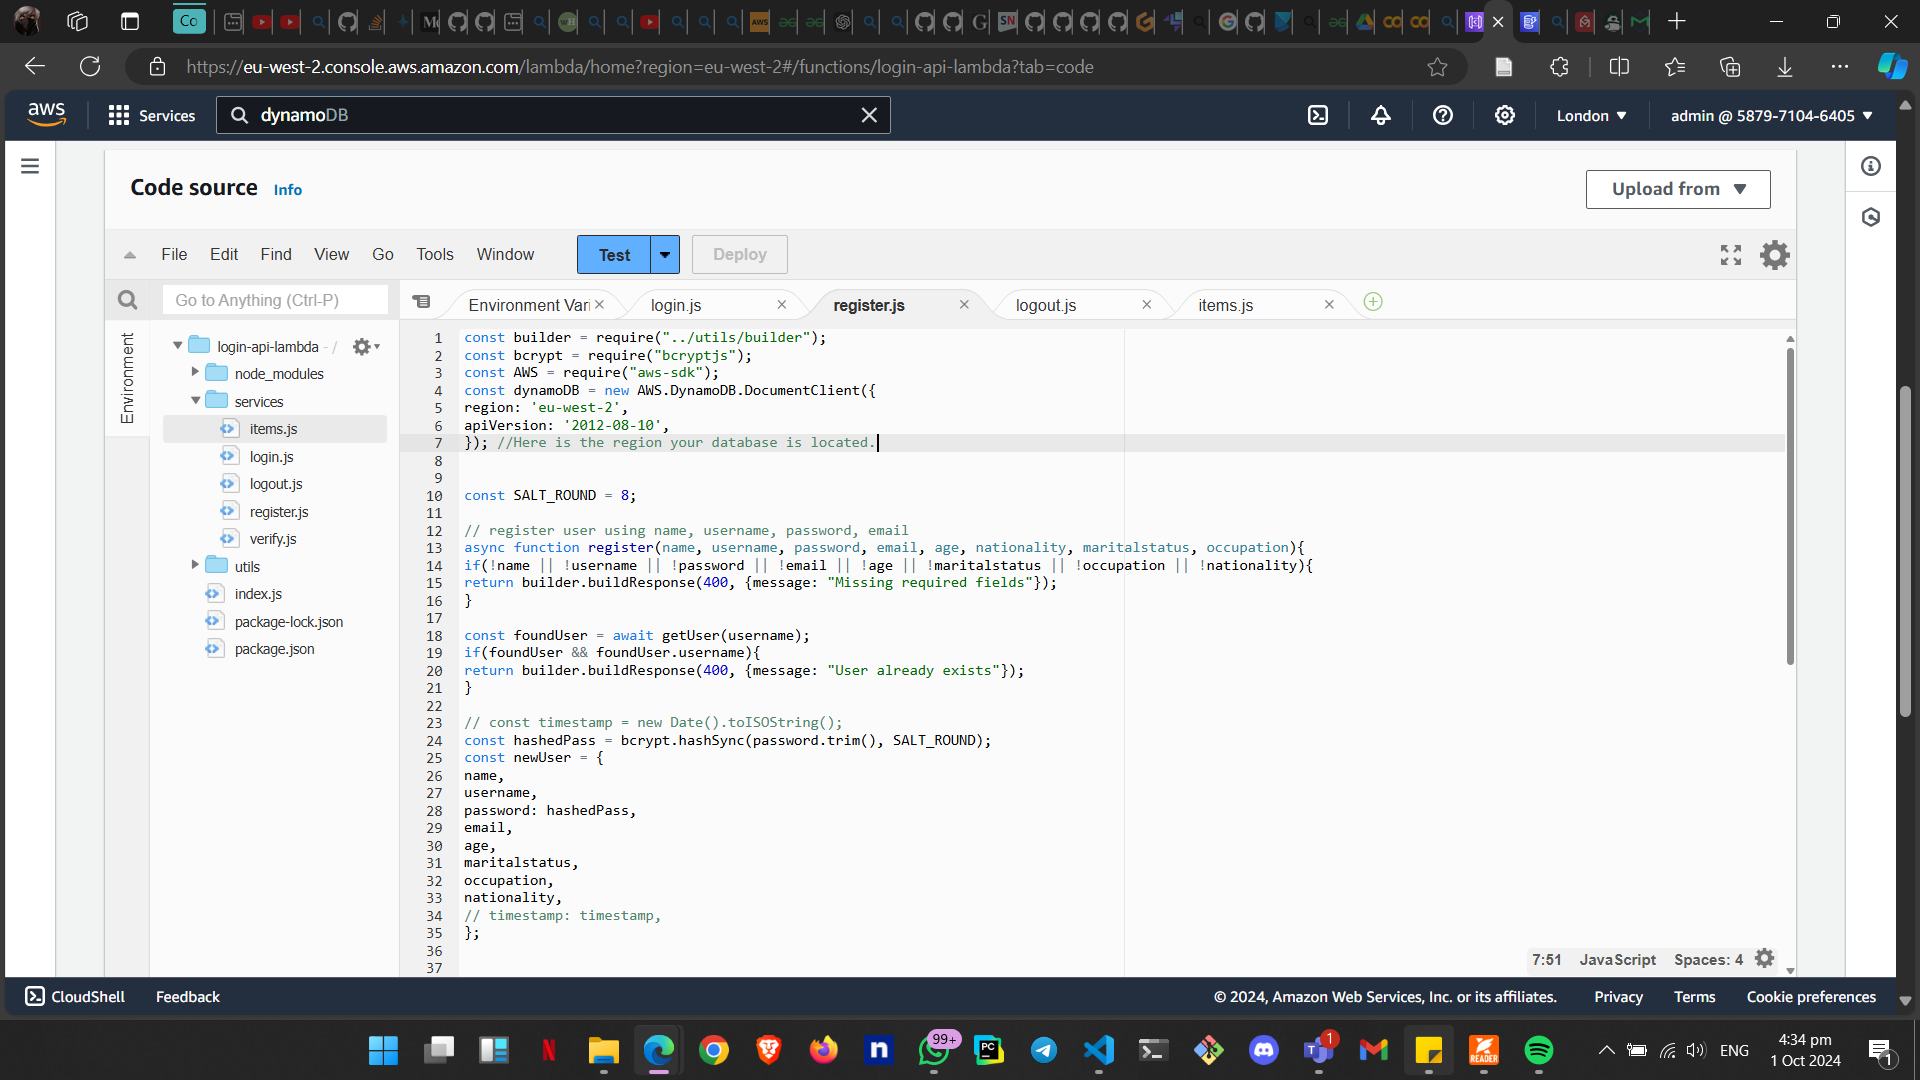 Co
https://eu-west-2.console.aws.amazon.com/lambda/home?region=eu-west-2#/functions/login-api-lambda?tab=code
aws
Services
dynamoDB
London
admin @ 5879-7104-6405
Code source
Info
Upload from
File
Edit
Find
View
Go
Tools
Window
Test
Deploy
Go to Anything (Ctrl-P)
Environment Vari
login.js
register.js
logout.js
items.js
Environment
login-api-lambda - /
node_modules
services
items.js
login.js
logout.js
register.js
verify.js
utils
index.js
package-lock.json
package.json
1 const builder = require("../utils/builder");
2 const bcrypt = require("bcryptjs");
3 const AWS = require("aws-sdk");
4 const dynamoDB = new AWS.DynamoDB.DocumentClient({
5 region: 'eu-west-2',
6 apiVersion: '2012-08-10',
7 }); //Here is the region your database is located.
8
9
10 const SALT_ROUND = 8;
11
12 // register user using name, username, password, email
13 async function register(name, username, password, email, age, nationality, maritalstatus, occupation){
14 if(!name || !username || !password || !email || !age || !maritalstatus || !occupation || !nationality){
15 return builder.buildResponse(400, {message: "Missing required fields"});
16 }
17
18 const foundUser = await getUser(username);
19 if(foundUser && foundUser.username){
20 return builder.buildResponse(400, {message: "User already exists"});
21 }
22
23 // const timestamp = new Date().toISOString();
24 const hashedPass = bcrypt.hashSync(password.trim(), SALT_ROUND);
25 const newUser = {
26 name,
27 username,
28 password: hashedPass,
29 email,
30 age,
31 maritalstatus,
32 occupation,
33 nationality,
34 // timestamp: timestamp,
35 };
36
37
7:51 JavaScript Spaces: 4
CloudShell
Feedback
© 2024, Amazon Web Services, Inc. or its affiliates.
Privacy
Terms
Cookie preferences
99+
1
ENG
4:34 pm
1 Oct 2024
1